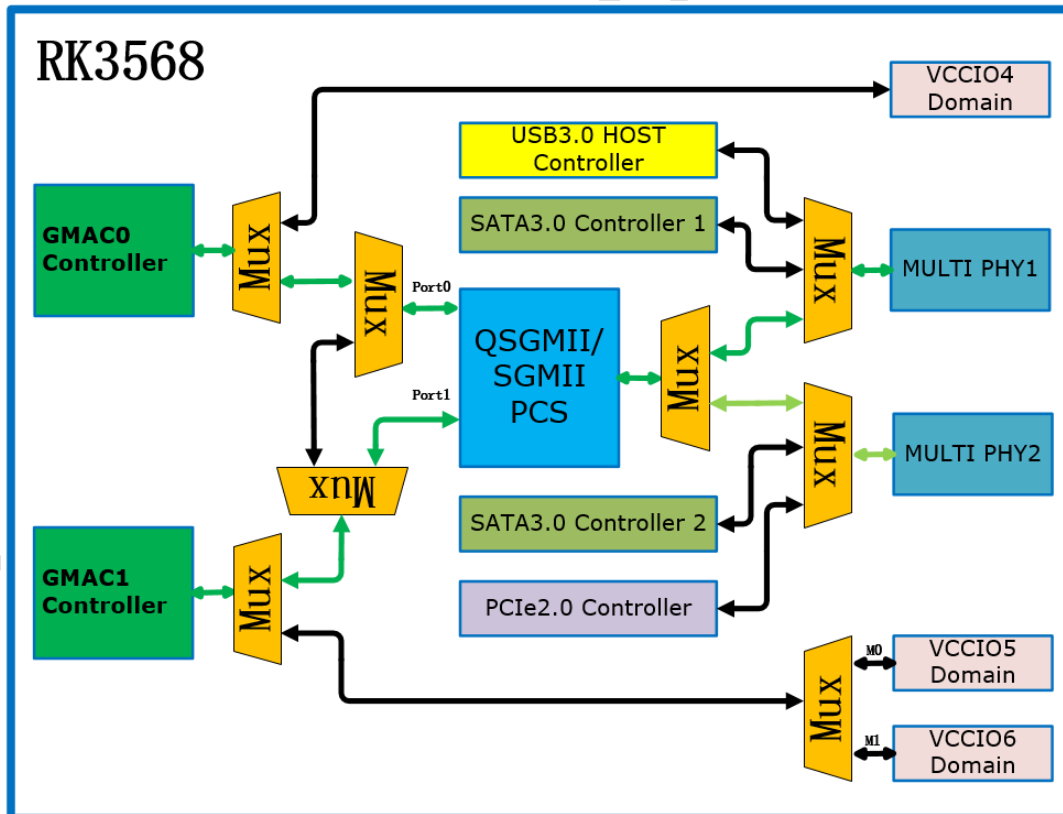 RK3568
VCCIO4
Domain
USB3.0 HOST
Controller
SATA3.0 Controller 1
GMAC0
Controller
Mux
Mux
Mux
MULTI PHY1
Port0
QSGMII/
SGMII
PCS
Mux
Port1
Mux
MULTI PHY2
Mux
SATA3.0 Controller 2
GMAC1
Controller
Mux
PCIe2.0 Controller
M0
VCCIO5
Domain
Mux
M1
VCCIO6
Domain